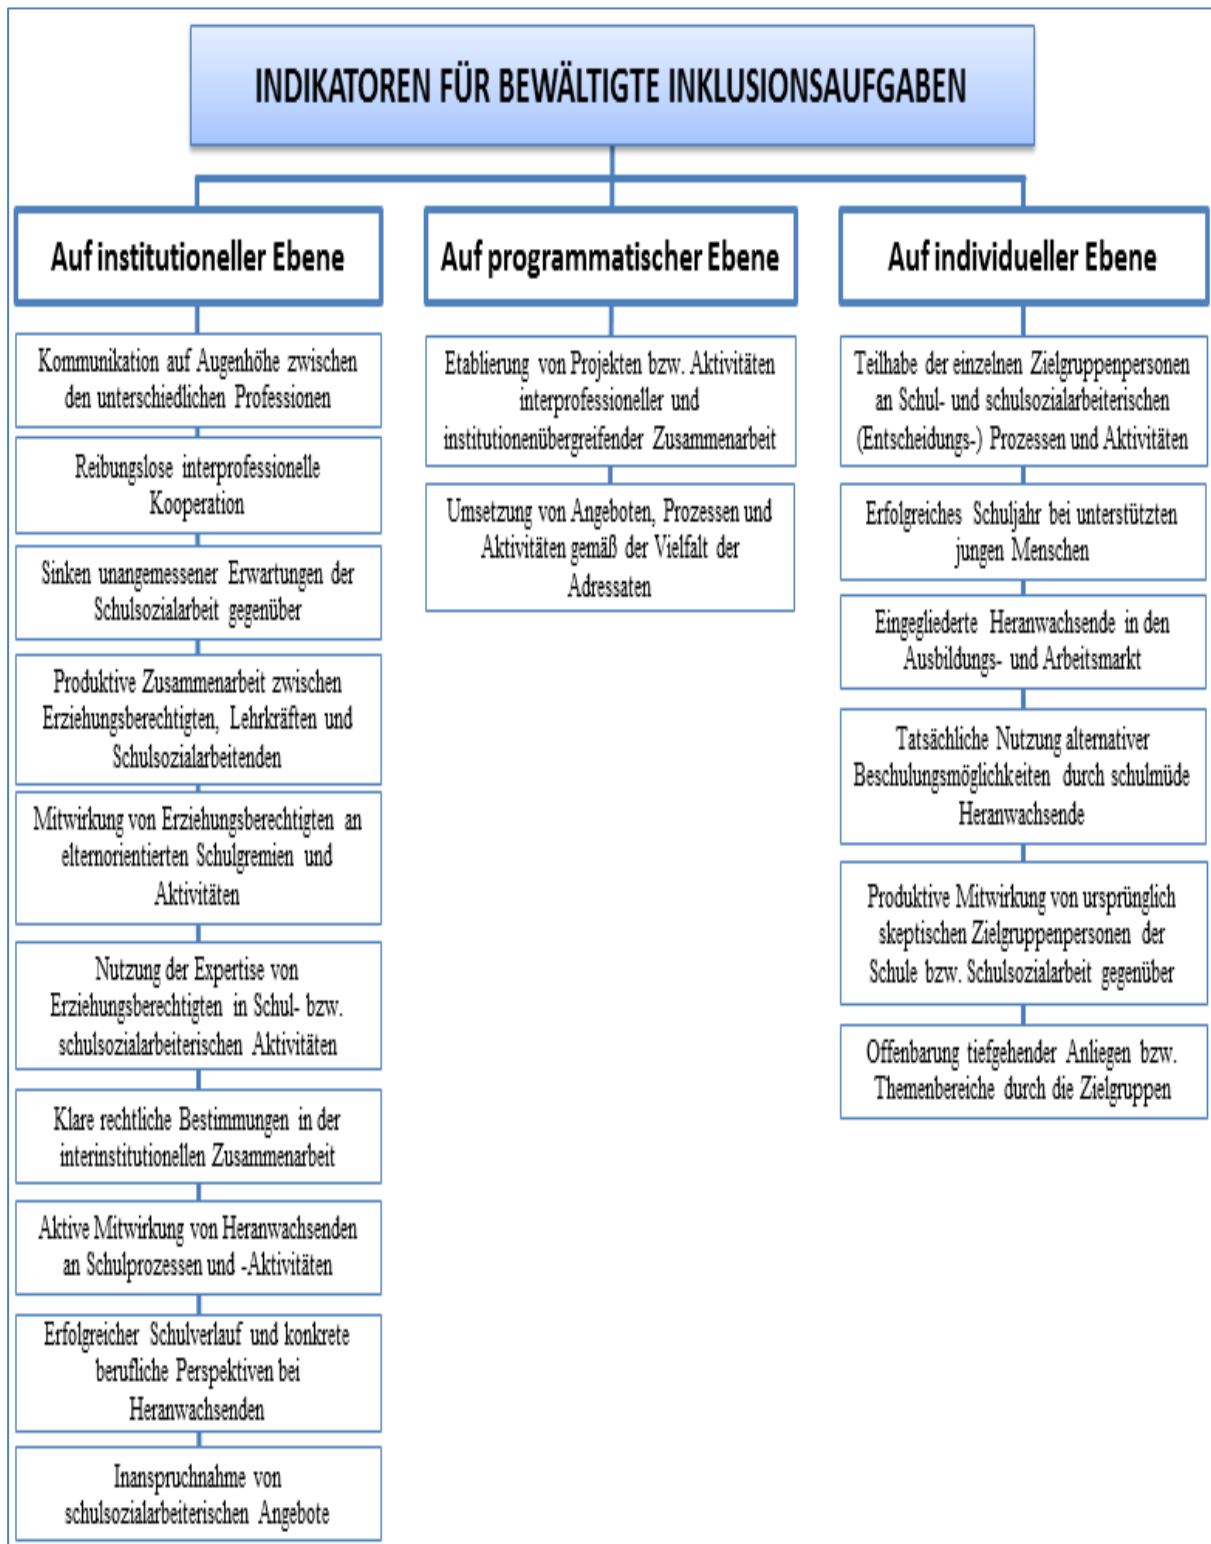 INDIKATOREN FÜR BEWÄLTIGTE INKLUSIONSAUFGABEN
Auf institutioneller Ebene
Kommunikation auf Augenhöhe zwischen
den unterschiedlichen Professionen
Reibungslose interprofessionelle
Kooperation
Sinken unangemessener Erwartungen der
Schulsozialarbeit gegenüber
Produktive Zusammenarbeit zwischen
Erziehungsberechtigten, Lehrkräften und
Schulsozialarbeitenden
Mitwirkung von Erziehungsberechtigten an
elternorientierten Schulgremien und
Aktivitäten
Nutzung der Expertise von
Erziehungsberechtigten in Schul- bzw.
schulsozialarbeiterischen Aktivitäten
Klare rechtliche Bestimmungen in der
interinstitutionellen Zusammenarbeit
Aktive Mitwirkung von Heranwachsenden
an Schulprozessen und -Aktivitäten
Erfolgreicher Schulverlauf und konkrete
berufliche Perspektiven bei
Heranwachsenden
Inanspruchnahme von
schulsozialarbeiterischen Angebote
Auf programmatischer Ebene
Etablierung von Projekten bzw. Aktivitäten
interprofessioneller und
institutionenübergreifender Zusammenarbeit
Umsetzung von Angeboten, Prozessen und
Aktivitäten gemäß der Vielfalt der
Adressaten
Auf individueller Ebene
Teilhabe der einzelnen Zielgruppenpersonen
an Schul- und schulsozialarbeiterischen
(Entscheidungs-) Prozessen und Aktivitäten
Erfolgreiches Schuljahr bei unterstützten
jungen Menschen
Eingegliederte Heranwachsende in den
Ausbildungs- und Arbeitsmarkt
Tatsächliche Nutzung alternativer
Beschulungsmöglichkeiten durch schulmüde
Heranwachsende
Produktive Mitwirkung von ursprünglich
skeptischen Zielgruppenpersonen der
Schule bzw. Schulsozialarbeit gegenüber
Offenbarung tiefgehender Anliegen bzw.
Themenbereiche durch die Zielgruppen